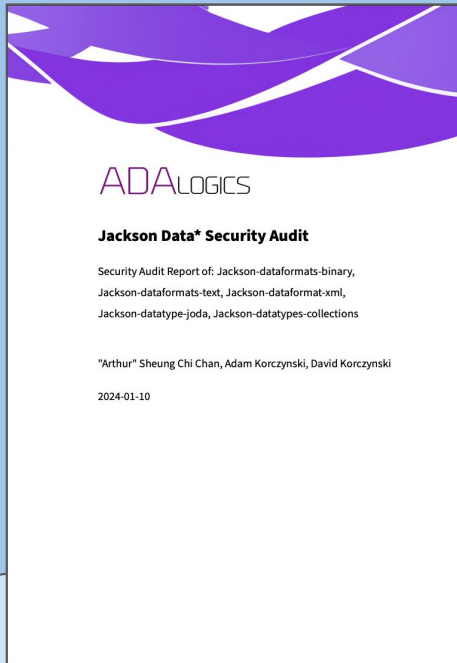 ADALOGICS
Jackson Data* Security Audit
Security Audit Report of: Jackson-dataformats-binary,
Jackson-dataformats-text, Jackson-dataformat-xml,
Jackson-datatype-joda, Jackson-datatypes-collections
"Arthur" Sheung Chi Chan, Adam Korczynski, David Korczynski
2024-01-10